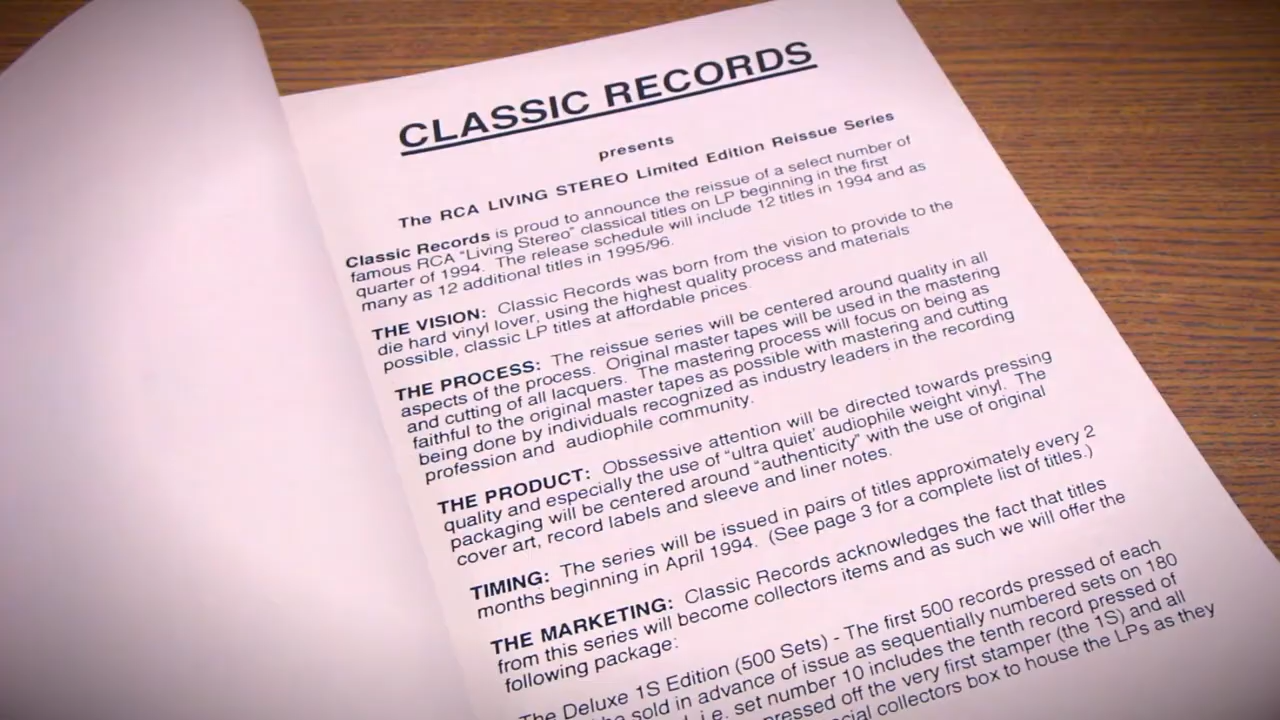 CLASSIC RECORDS
presents
The RCA LIVING STEREO Limited Edition Reissue Series
Classic Records is proud to announce the reissue of a select number of
famous RCA "Living Stereo" classical titles on LP beginning in the first
quarter of 1994. The release schedule will include 12 titles in 1994 and as
many as 12 additional titles in 1995/96.
THE VISION: Classic Records was born from the vision to provide to the
die hard vinyl lover, using the highest quality process and materials
possible, classic LP titles at affordable prices.
THE PROCESS: The reissue series will be centered around quality in all
aspects of the process. Original master tapes will be used in the mastering
and cutting of all lacquers. The mastering process will focus on being as
faithful to the original master tapes as possible with mastering and cutting
being done by individuals recognized as industry leaders in the recording
profession and audiophile community.
THE PRODUCT: Obssessive attention will be directed towards pressing
quality and especially the use of "ultra quiet' audiophile weight vinyl. The
packaging will be centered around "authenticity" with the use of original
cover art, record labels and sleeve and liner notes.
TIMING: The series will be issued in pairs of titles approximately every 2
months beginning in April 1994. (See page 3 for a complete list of titles.)
THE MARKETING: Classic Records acknowledges the fact that titles
from this series will become collectors items and as such we will offer the
following package:
The Deluxe 1S Edition (500 Sets) - The first 500 records pressed of each
be sold in advance of issue as sequentially numbered sets on 180
i.e. set number 10 includes the tenth record pressed of
pressed off the very first stamper (the 1S) and all
collectors box to house the LPs as they